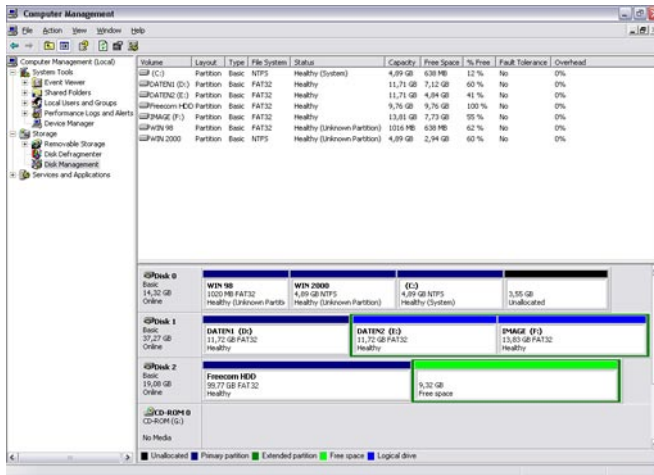 Computer Management
File Action View Window Help
Computer Management (Local)
System Tools
Event Viewer
Shared Folders
Local Users and Groups
Performance Logs and Alerts
Device Manager
Storage
Removable Storage
Disk Defragmenter
Disk Management
Services and Applications
Volume Layout Type File System Status Capacity Free Space % Free Fault Tolerance Overhead
(C:) Partition Basic NTFS Healthy (System) 4,89 GB 638 MB 12 % No 0%
DATEN1 (D:) Partition Basic FAT32 Healthy 11,71 GB 7,12 GB 60 % No 0%
DATEN2 (E:) Partition Basic FAT32 Healthy 11,71 GB 4,84 GB 41 % No 0%
Freecom HDD Partition Basic FAT32 Healthy 9,76 GB 9,76 GB 100 % No 0%
IMAGE (F:) Partition Basic FAT32 Healthy 13,81 GB 7,73 GB 55 % No 0%
WIN 98 Partition Basic FAT32 Healthy (Unknown Partition) 1016 MB 638 MB 62 % No 0%
WIN 2000 Partition Basic NTFS Healthy (Unknown Partition) 4,89 GB 2,94 GB 60 % No 0%
Disk 0
Basic
14,32 GB
Online
WIN 98
1020 MB FAT32
Healthy (Unknown Partiti
WIN 2000
4,89 GB NTFS
Healthy (Unknown Partition)
(C:)
4,89 GB NTFS
Healthy (System)
3,55 GB
Unallocated
Disk 1
Basic
37,27 GB
Online
DATEN1 (D:)
11,72 GB FAT32
Healthy
DATEN2 (E:)
11,72 GB FAT32
Healthy
IMAGE (F:)
13,83 GB FAT32
Healthy
Disk 2
Basic
19,08 GB
Online
Freecom HDD
99,77 GB FAT32
Healthy
9,32 GB
Free space
CD-ROM 0
CD-ROM (G:)
No Media
Unallocated Primary partition Extended partition Free space Logical drive